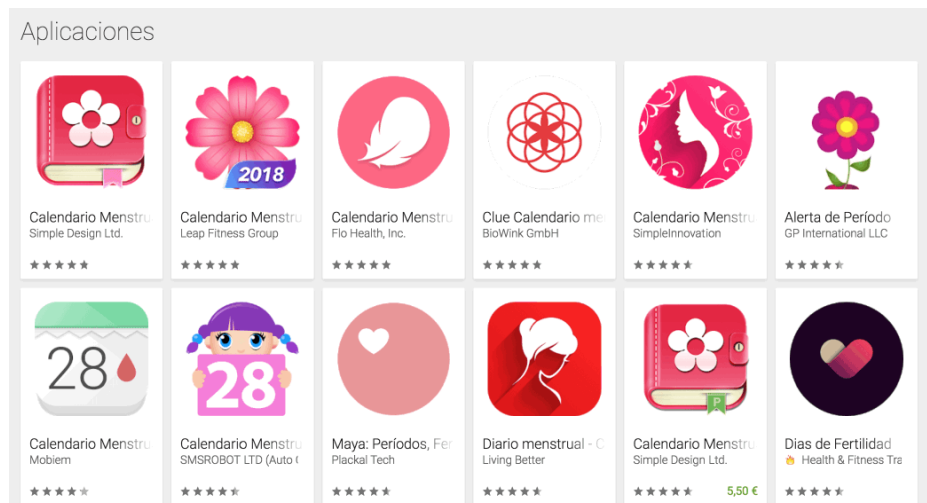 Aplicaciones
2018
Calendario Menstru
Simple Design Ltd.
Calendario Menstru
Leap Fitness Group
Calendario Menstru
Flo Health, Inc.
Clue Calendario me
BioWink GmbH
Calendario Menstru
SimpleInnovation
Alerta de Período
GP International LLC
28
28
P
Calendario Menstru
Mobiem
Calendario Menstru
SMSROBOT LTD (Auto C
Maya: Períodos, Fer
Plackal Tech
Diario menstrual - C
Living Better
Calendario Menstru
Simple Design Ltd.
5,50 €
Dias de Fertilidad
Health & Fitness Tra